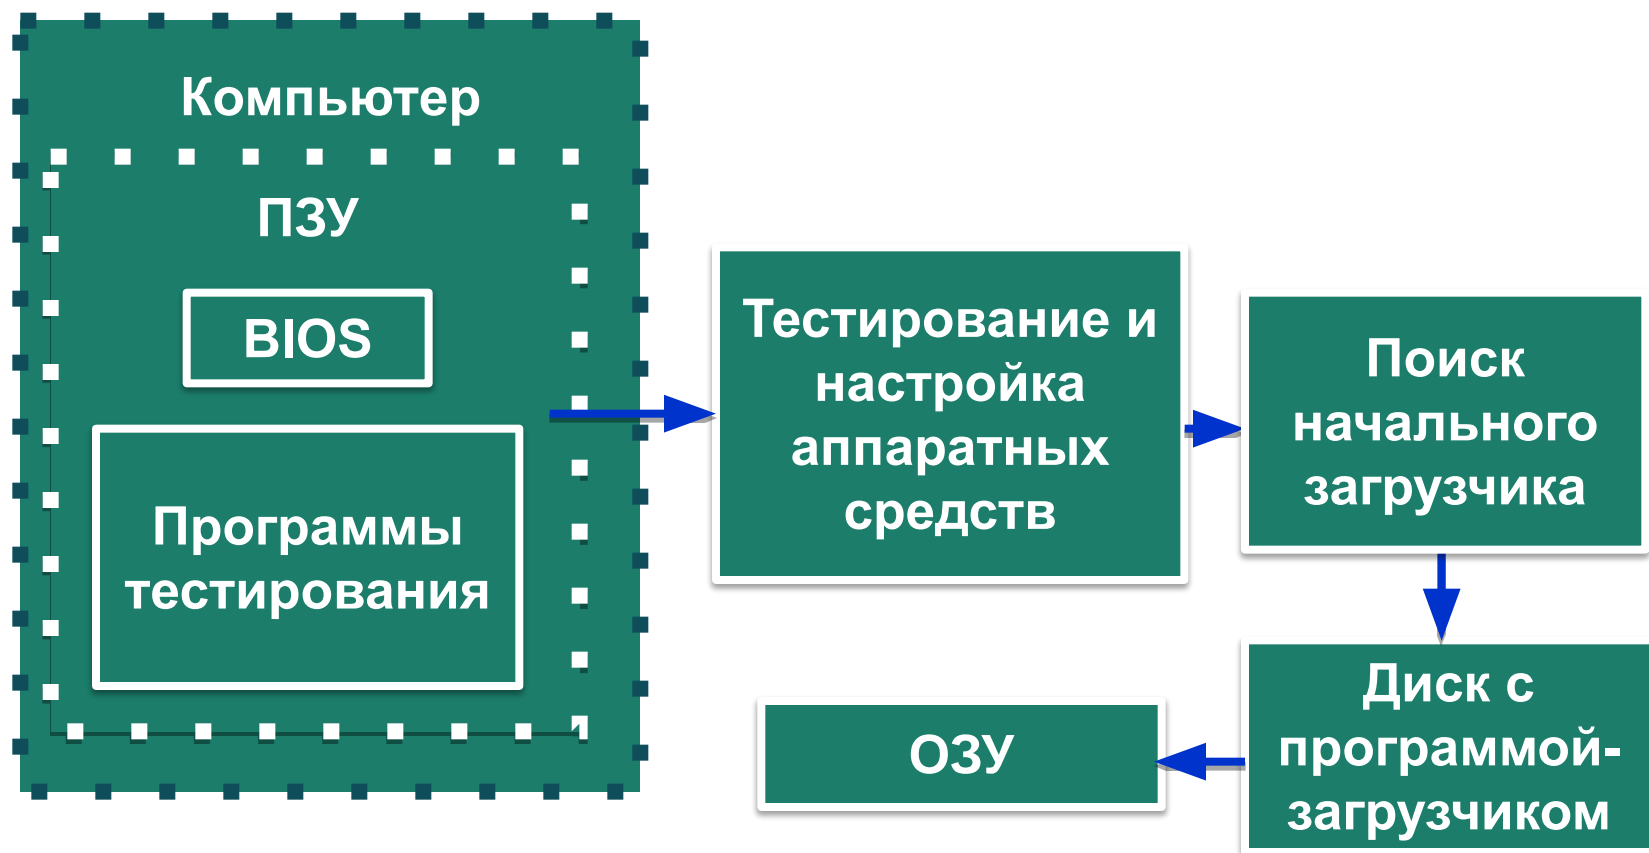 Компьютер
ПЗУ
BIOS
Программы
тестирования
Тестирование и
настройка
аппаратных
средств
Поиск
начального
загрузчика
Диск с
программой-
загрузчиком
ОЗУ